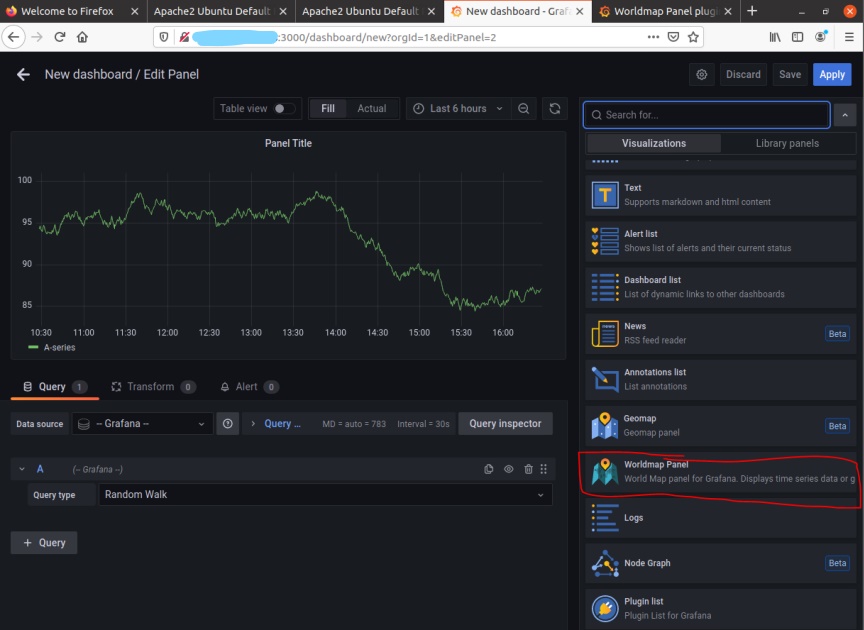 Welcome to Firefox
Apache2 Ubuntu Default
Apache2 Ubuntu Default
New dashboard - Graf
Worldmap Panel plugi
:3000/dashboard/new?orgId=1&editPanel=2
New dashboard / Edit Panel
Discard
Save
Apply
Table view
Fill
Actual
Last 6 hours
Search for...
Panel Title
Visualizations
Library panels
100
95
90
85
10:30 11:00 11:30 12:00 12:30 13:00 13:30 14:00 14:30 15:00 15:30 16:00
A-series
Text
Supports markdown and html content
Alert list
Shows list of alerts and their current status
Dashboard list
List of dynamic links to other dashboards
News
RSS feed reader
Beta
Annotations list
List annotations
Geomap
Geomap panel
Beta
Worldmap Panel
World Map panel for Grafana. Displays time series data or g
Logs
Node Graph
Beta
Plugin list
Plugin List for Grafana
Query 1
Transform 0
Alert 0
Data source
-- Grafana --
Query ...
MD = auto = 783
Interval = 30s
Query inspector
A
(-- Grafana --)
Query type
Random Walk
+ Query